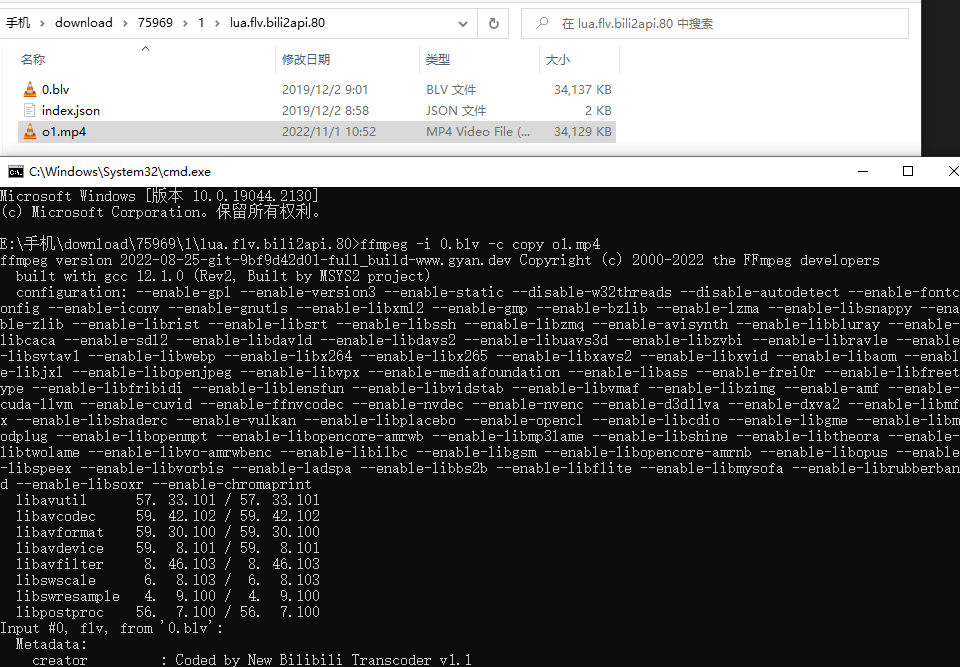 手机 › download › 75969 › 1 › lua.flv.bili2api.80
在 lua.flv.bili2api.80 中搜索
名称 修改日期 类型 大小
0.blv 2019/12/2 9:01 BLV 文件 34,137 KB
index.json 2019/12/2 8:58 JSON 文件 2 KB
o1.mp4 2022/11/1 10:52 MP4 Video File (... 34,129 KB
C:\Windows\System32\cmd.exe
Microsoft Windows [版本 10.0.19044.2130]
(c) Microsoft Corporation。保留所有权利。
E:\手机\download\75969\1\lua.flv.bili2api.80>ffmpeg -i 0.blv -c copy o1.mp4
ffmpeg version 2022-08-25-git-9bf9d42d01-full_build-www.gyan.dev Copyright (c) 2000-2022 the FFmpeg developers
built with gcc 12.1.0 (Rev2, Built by MSYS2 project)
configuration: --enable-gpl --enable-version3 --enable-static --disable-w32threads --disable-autodetect --enable-fontc
onfig --enable-iconv --enable-gnutls --enable-libxml2 --enable-gmp --enable-bzlib --enable-lzma --enable-libsnappy --ena
ble-zlib --enable-librist --enable-libsrt --enable-libssh --enable-libzmq --enable-avisynth --enable-libbluray --enable-
libcaca --enable-sdl2 --enable-libdav1d --enable-libdavs2 --enable-libuavs3d --enable-libzvbi --enable-librav1e --enable
-libsvtav1 --enable-libwebp --enable-libx264 --enable-libx265 --enable-libxavs2 --enable-libxvid --enable-libaom --enabl
e-libjxl --enable-libopenjpeg --enable-libvpx --enable-mediafoundation --enable-libass --enable-frei0r --enable-libfreet
ype --enable-libfribidi --enable-liblensfun --enable-libvidstab --enable-libvmaf --enable-libzimg --enable-amf --enable-
cuda-llvm --enable-cuvid --enable-ffnvcodec --enable-nvdec --enable-nvenc --enable-d3d11va --enable-dxva2 --enable-libmf
x --enable-libshaderc --enable-vulkan --enable-libplacebo --enable-opencl --enable-libcdio --enable-libgme --enable-libm
odplug --enable-libopenmpt --enable-libopencore-amrwb --enable-libmp3lame --enable-libshine --enable-libtheora --enable-
libtwolame --enable-libvo-amrwbenc --enable-libilbc --enable-libgsm --enable-libopencore-amrnb --enable-libopus --enable
-libspeex --enable-libvorbis --enable-ladspa --enable-libbs2b --enable-libflite --enable-libmysofa --enable-librubberban
d --enable-libsoxr --enable-chromaprint
libavutil 57. 33.101 / 57. 33.101
libavcodec 59. 42.102 / 59. 42.102
libavformat 59. 30.100 / 59. 30.100
libavdevice 59. 8.101 / 59. 8.101
libavfilter 8. 46.103 / 8. 46.103
libswscale 6. 8.103 / 6. 8.103
libswresample 4. 9.100 / 4. 9.100
libpostproc 56. 7.100 / 56. 7.100
Input #0, flv, from '0.blv':
Metadata:
creator : Coded by New Bilibili Transcoder v1.1